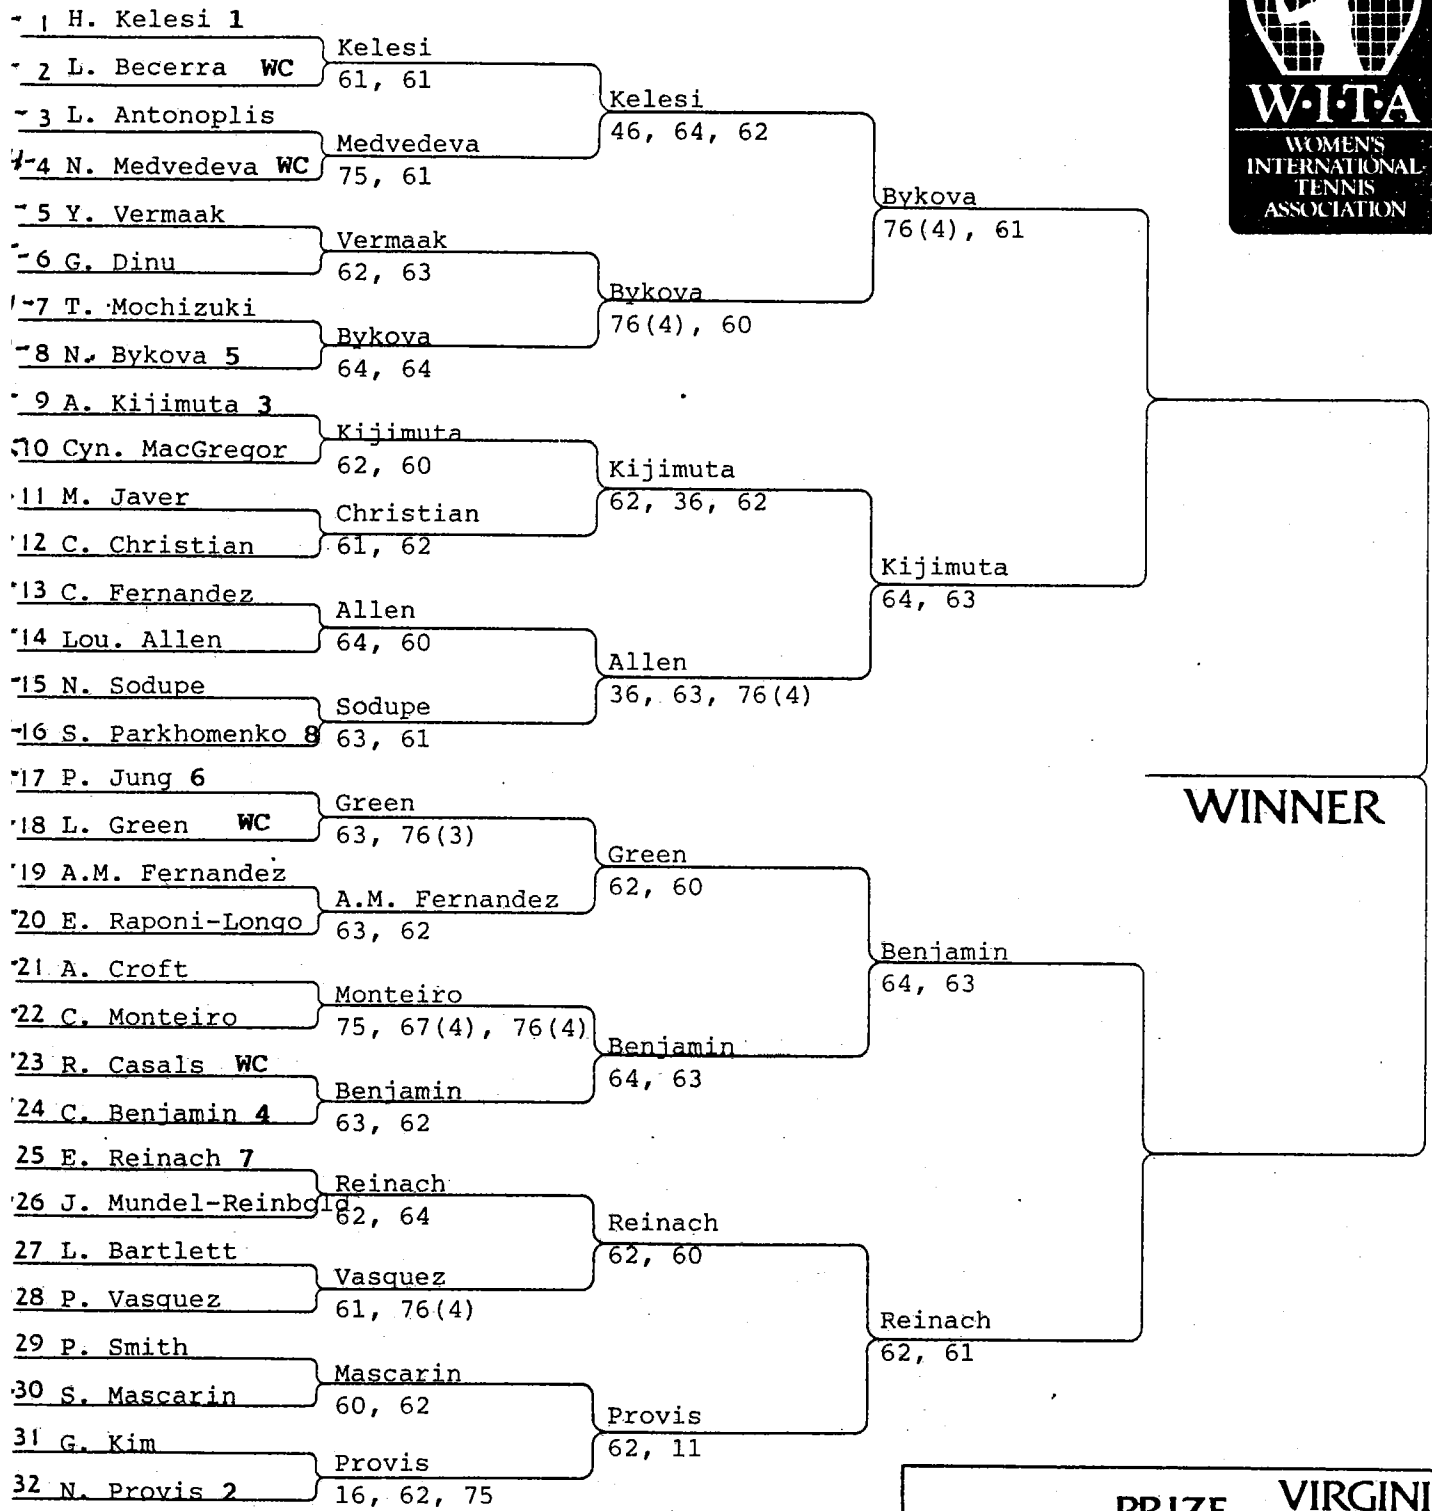 1 H. Kelesi 1
2 L. Becerra WC
3 L. Antonoplis
4 N. Medvedeva WC
5 Y. Vermaak
6 G. Dinu
7 T. Mochizuki
8 N. Bykova 5
9 A. Kijimuta 3
10 Cyn. MacGregor
11 M. Javer
12 C. Christian
13 C. Fernandez
14 Lou. Allen
15 N. Sodupe
16 S. Parkhomenko 8
17 P. Jung 6
18 L. Green WC
19 A.M. Fernandez
20 E. Raponi-Longo
21 A. Croft
22 C. Monteiro
23 R. Casals WC
24 C. Benjamin 4
25 E. Reinach 7
26 J. Mundel-Reinbold
27 L. Bartlett
28 P. Vasquez
29 P. Smith
30 S. Mascarin
31 G. Kim
32 N. Provis 2
Kelesi
61, 61
Medvedeva
75, 61
Vermaak
62, 63
Bykova
64, 64
Kijimuta
62, 60
Christian
61, 62
Allen
64, 60
Sodupe
63, 61
Green
63, 76(3)
A.M. Fernandez
63, 62
Monteiro
75, 67(4), 76(4)
Benjamin
63, 62
Reinach
62, 64
Vasquez
61, 76(4)
Mascarin
60, 62
Provis
16, 62, 75
Kelesi
46, 64, 62
Bykova
76(4), 60
Kijimuta
62, 36, 62
Allen
36, 63, 76(4)
Green
62, 60
Benjamin
64, 63
Reinach
62, 60
Provis
62, 11
Bykova
76(4), 61
Kijimuta
64, 63
Benjamin
64, 63
Reinach
62, 61
W·I·T·A
WOMEN'S
INTERNATIONAL
TENNIS
ASSOCIATION
WINNER
PRIZE VIRGINI